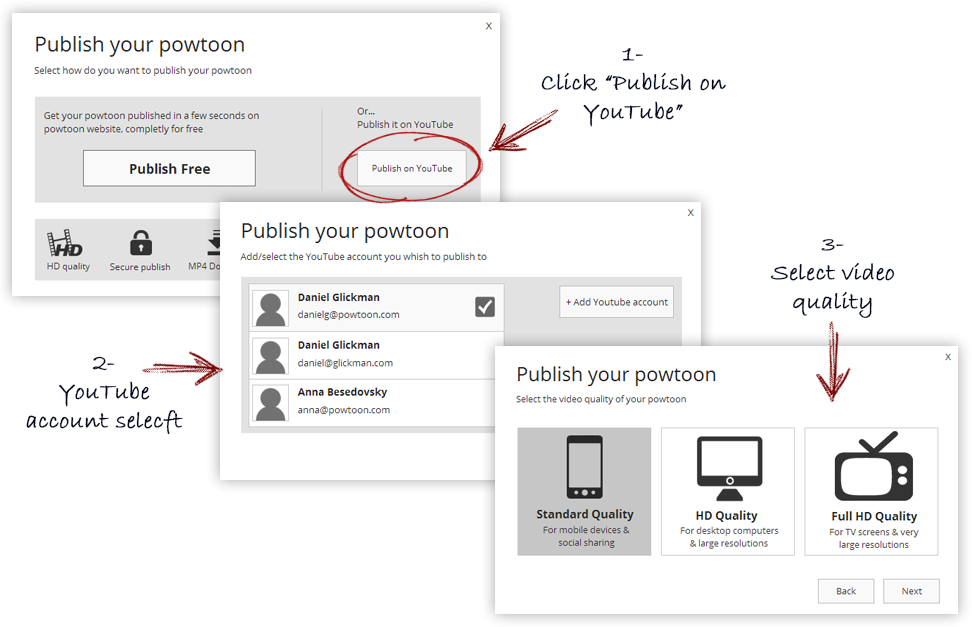 X
Publish your powtoon
Select how do you want to publish your powtoon
Get your powtoon published in a few seconds on
powtoon website, completly for free
Publish Free
Or...
Publish it on YouTube
Publish on YouTube
HD
HD quality
Secure publish
MP4 Do
1-
Click “Publish on
YouTube”
X
Publish your powtoon
Add/select the YouTube account you whish to publish to
Daniel Glickman
danielg@powtoon.com
Daniel Glickman
daniel@glickman.com
Anna Besedovsky
anna@powtoon.com
+ Add Youtube account
2-
YouTube
account selecft
3-
Select video
quality
X
Publish your powtoon
Select the video quality of your powtoon
Standard Quality
For mobile devices &
social sharing
HD Quality
For desktop computers
& large resolutions
Full HD Quality
For TV screens & very
large resolutions
Back
Next